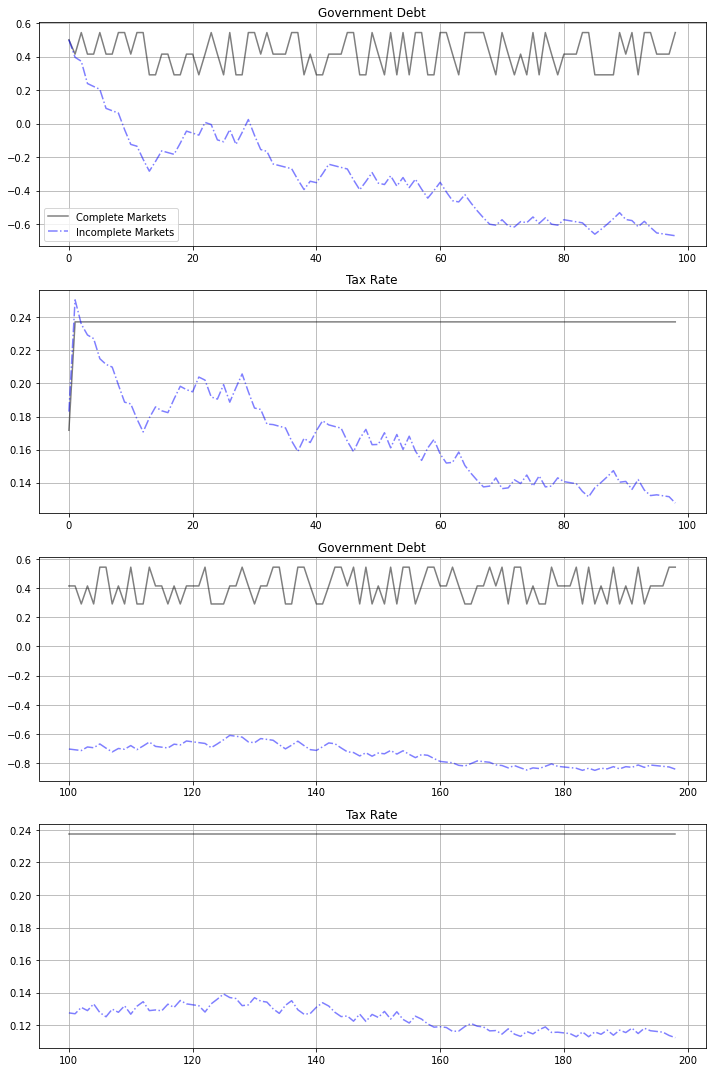 Government Debt
0.6
0.4
0.2
0.0
−0.2
−0.4
−0.6
Complete Markets
Incomplete Markets
0 20 40 60 80 100
Tax Rate
0.24
0.22
0.20
0.18
0.16
0.14
0 20 40 60 80 100
Government Debt
0.6
0.4
0.2
0.0
−0.2
−0.4
−0.6
−0.8
100 120 140 160 180 200
Tax Rate
0.24
0.22
0.20
0.18
0.16
0.14
0.12
100 120 140 160 180 200